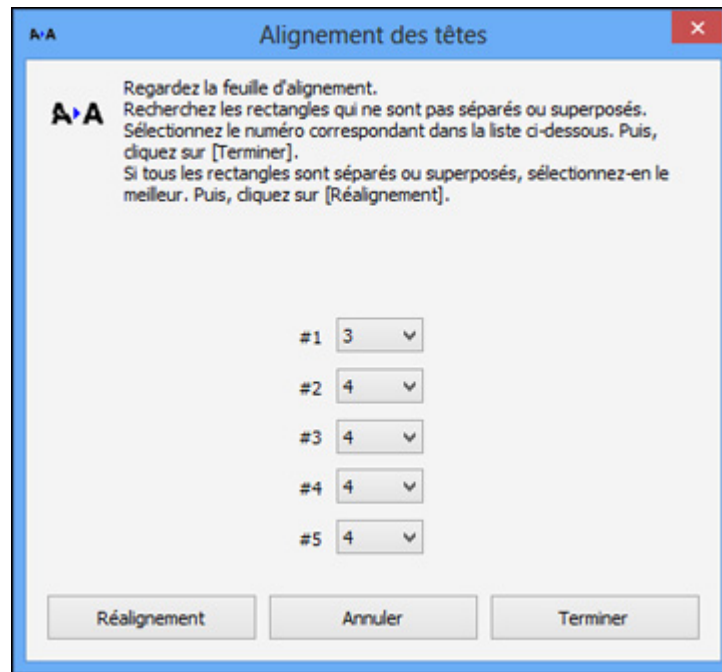 A▸A
Alignement des têtes
Regardez la feuille d'alignement.
Recherchez les rectangles qui ne sont pas séparés ou superposés.
Sélectionnez le numéro correspondant dans la liste ci-dessous. Puis,
cliquez sur [Terminer].
Si tous les rectangles sont séparés ou superposés, sélectionnez-en le
meilleur. Puis, cliquez sur [Réalignement].
A▸A
#1 3
#2 4
#3 4
#4 4
#5 4
Réalignement Annuler Terminer